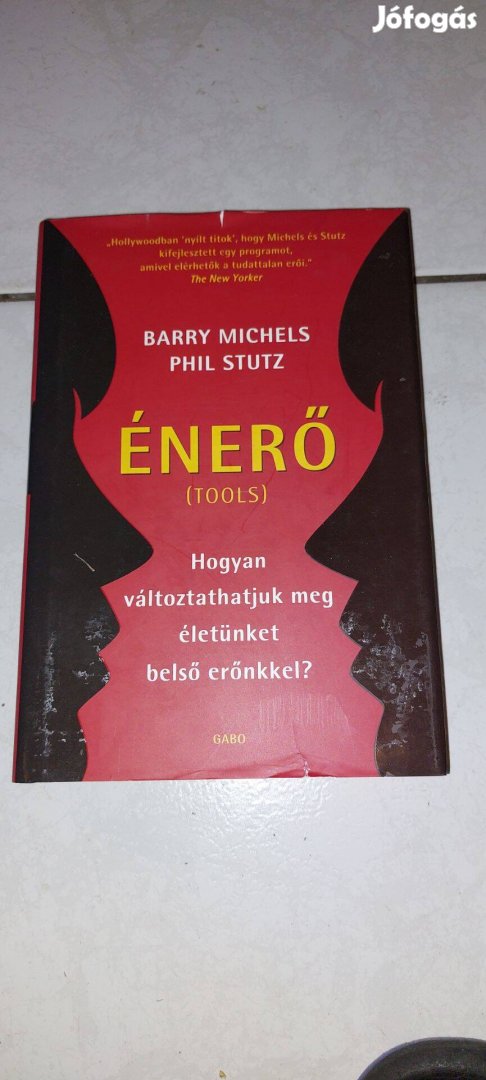 Jófogás
„Hollywoodban 'nyílt titok', hogy Michels és Stutz
kifejlesztett egy programot,
amivel elérhetők a tudattalan erői."
The New Yorker
BARRY MICHELS
PHIL STUTZ
ÉNERŐ
(TOOLS)
Hogyan
változtathatjuk meg
életünket
belső erőnkkel?
GABO